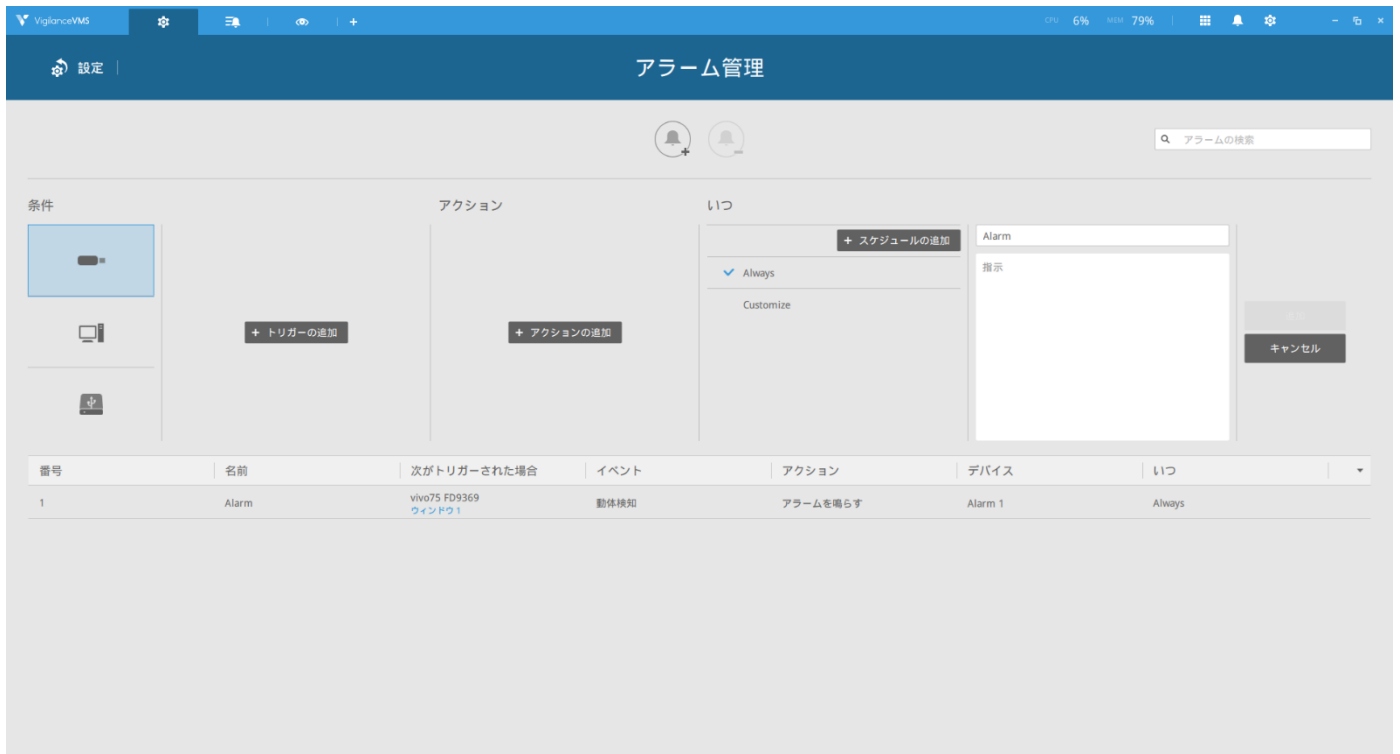 VigilanceVMS
CPU 6% MEM 79%
設定
アラーム管理
アラームの検索
条件
アクション
いつ
+ スケジュールの追加
Alarm
Always
指示
Customize
+ トリガーの追加
+ アクションの追加
キャンセル
番号 名前 次がトリガーされた場合 イベント アクション デバイス いつ
1 Alarm vivo75 FD9369 動体検知 アラームを鳴らす Alarm 1 Always
ウィンドウ 1